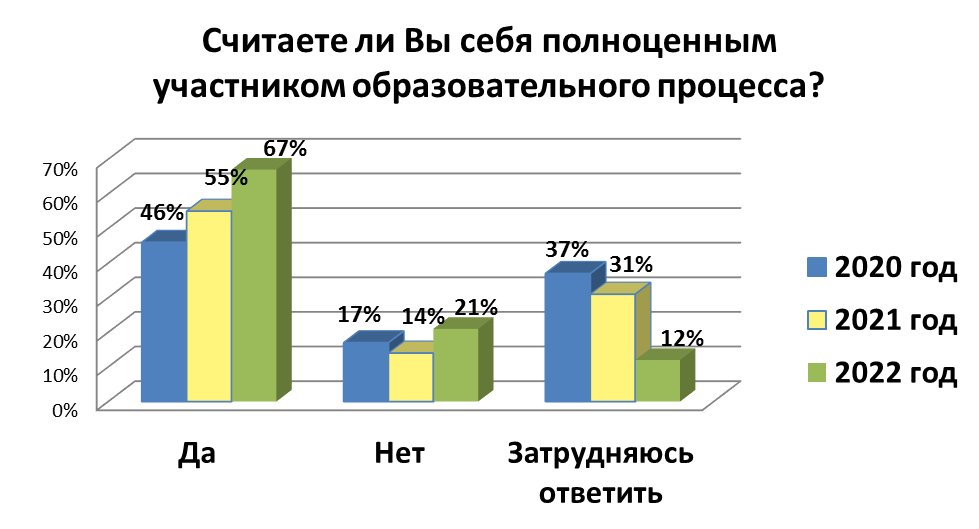 Считаете ли Вы себя полноценным
участником образовательного процесса?
70%
60%
50%
40%
30%
20%
10%
0%
46%
55%
67%
17%
14%
21%
37%
31%
12%
Да
Нет
Затрудняюсь
ответить
2020 год
2021 год
2022 год